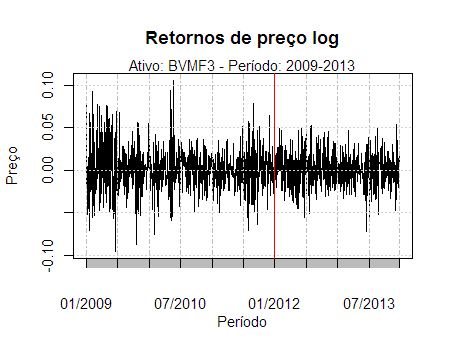 Retornos de preço log
Ativo: BVMF3 - Período: 2009-2013
Preço
0.10
0.05
0.00
-0.10
01/2009 07/2010 01/2012 07/2013
Período